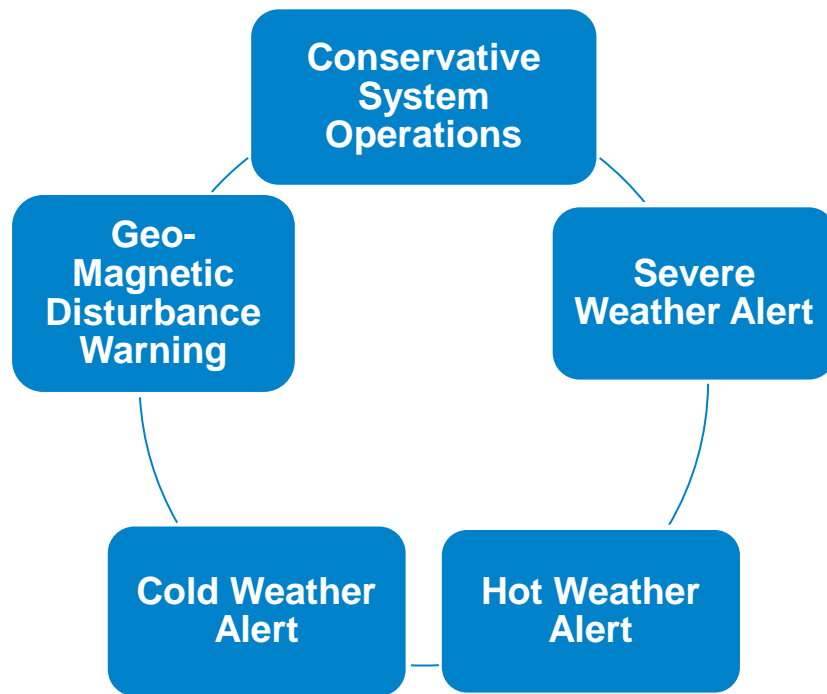 Conservative
System
Operations
Severe
Weather Alert
Hot Weather
Alert
Cold Weather
Alert
Geo-
Magnetic
Disturbance
Warning